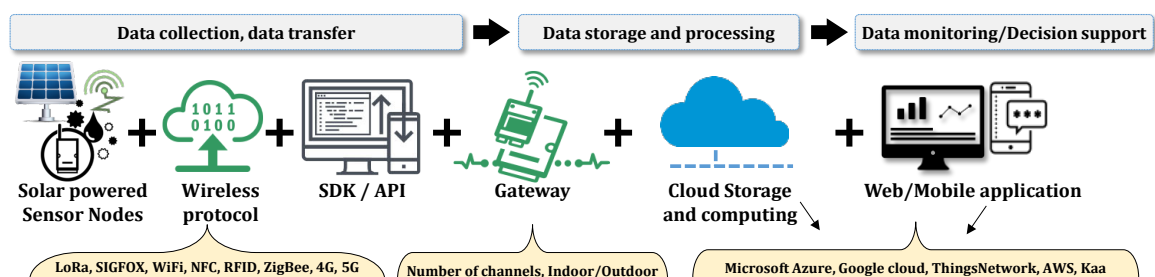 Data collection, data transfer
Data storage and processing
Data monitoring/Decision support
1011
0100
***
Solar powered
Sensor Nodes
Wireless
protocol
SDK / API
Gateway
Cloud Storage
and computing
Web/Mobile application
LoRa, SIGFOX, WiFi, NFC, RFID, ZigBee, 4G, 5G
Number of channels, Indoor/Outdoor
Microsoft Azure, Google cloud, ThingsNetwork, AWS, Kaa